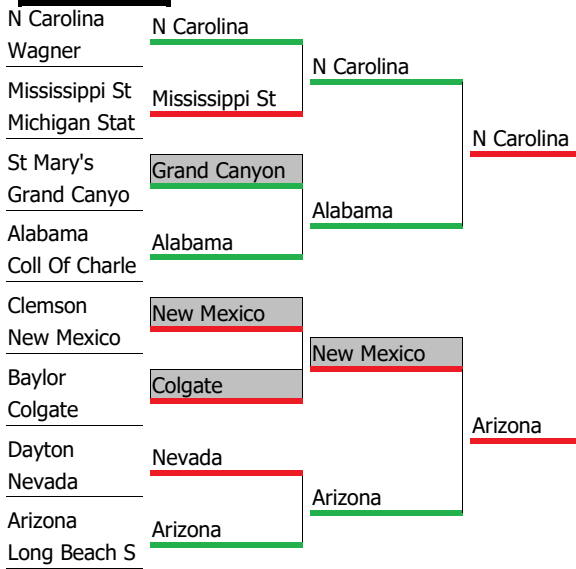 N Carolina
Wagner
Mississippi St
Michigan Stat
St Mary's
Grand Canyo
Alabama
Coll Of Charle
Clemson
New Mexico
Baylor
Colgate
Dayton
Nevada
Arizona
Long Beach S
N Carolina
Mississippi St
Grand Canyon
Alabama
New Mexico
Colgate
Nevada
Arizona
N Carolina
Alabama
New Mexico
Arizona
N Carolina
Arizona